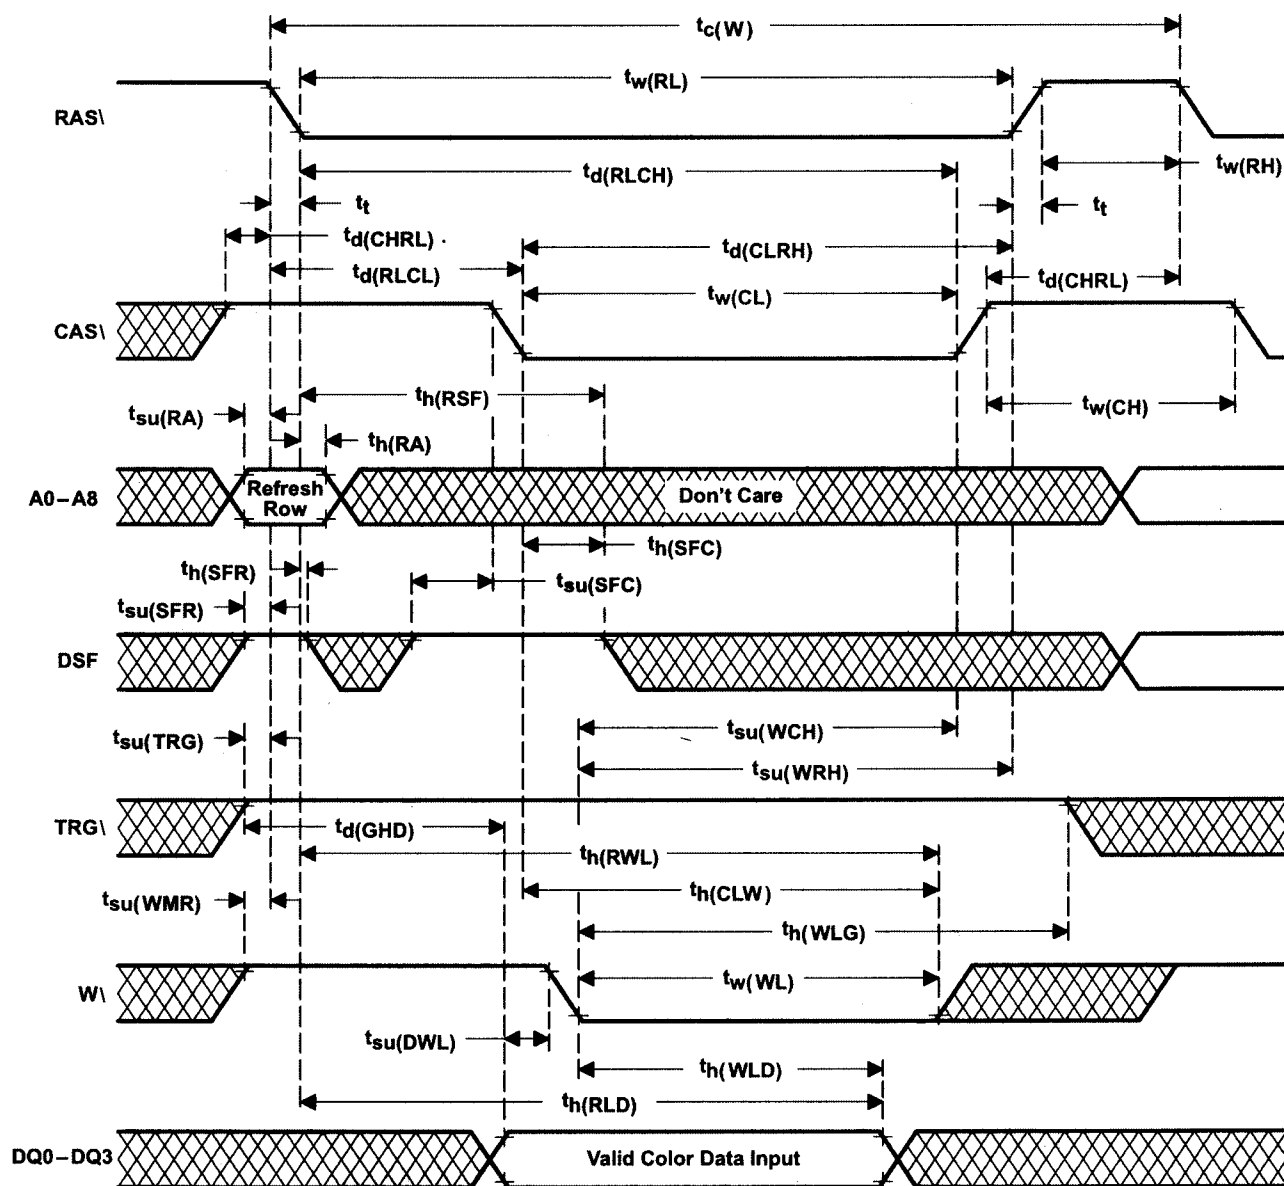 tc(W)
tw(RL)
RAS\
td(RLCH)
tw(RH)
tt
tt
td(CHRL)
td(CLRH)
td(RLCL)
td(CHRL)
tw(CL)
CAS\
th(RSF)
tw(CH)
tsu(RA)
th(RA)
A0–A8
Refresh
Row
Don't Care
th(SFC)
th(SFR)
tsu(SFC)
tsu(SFR)
DSF
tsu(WCH)
tsu(TRG)
tsu(WRH)
TRG\
td(GHD)
th(RWL)
tsu(WMR)
th(CLW)
th(WLG)
W\
tw(WL)
tsu(DWL)
th(WLD)
th(RLD)
DQ0–DQ3
Valid Color Data Input